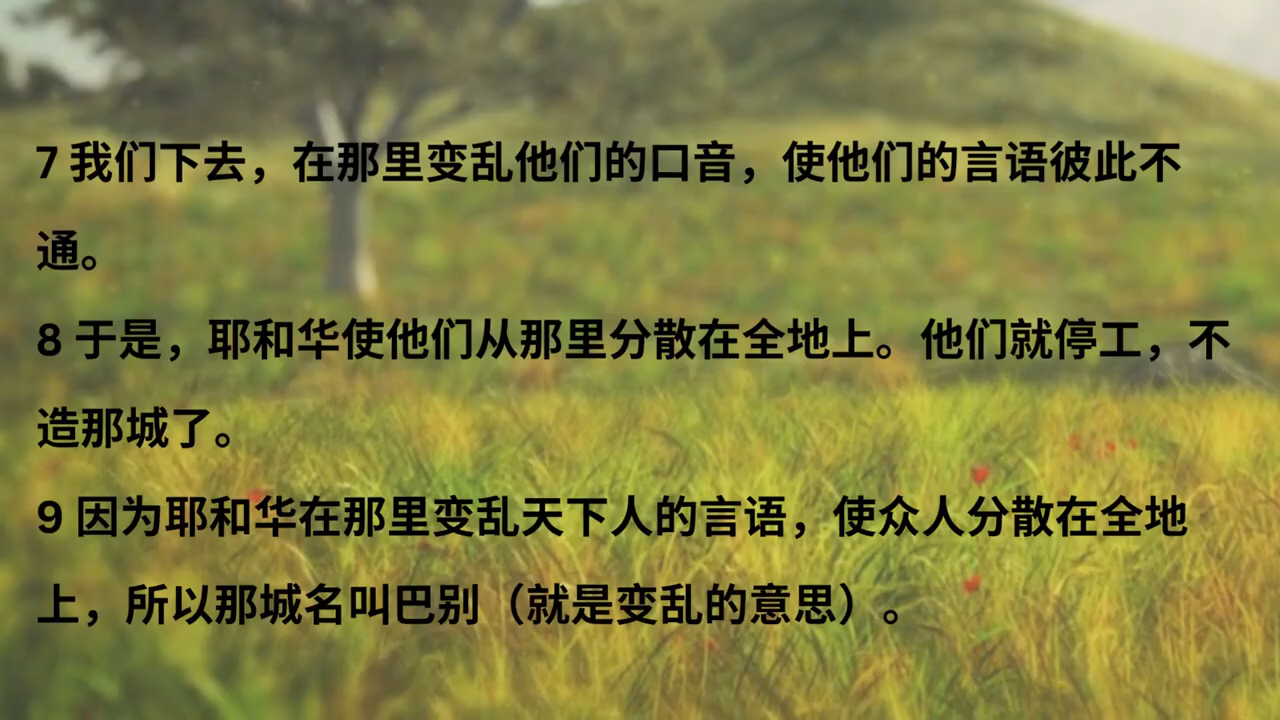 7 我们下去，在那里变乱他们的口音，使他们的言语彼此不
通。
8 于是，耶和华使他们从那里分散在全地上。他们就停工，不
造那城了。
9 因为耶和华在那里变乱天下人的言语，使众人分散在全地
上，所以那城名叫巴别（就是变乱的意思）。